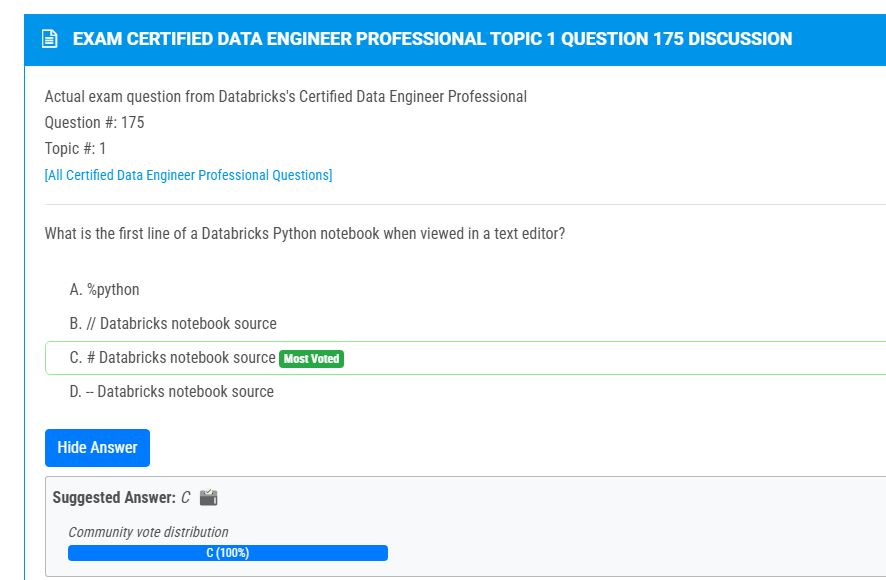 EXAM CERTIFIED DATA ENGINEER PROFESSIONAL TOPIC 1 QUESTION 175 DISCUSSION
Actual exam question from Databricks's Certified Data Engineer Professional
Question #: 175
Topic #: 1
[All Certified Data Engineer Professional Questions]
What is the first line of a Databricks Python notebook when viewed in a text editor?
A. %python
B. // Databricks notebook source
C. # Databricks notebook source Most Voted
D. -- Databricks notebook source
Hide Answer
Suggested Answer: C
Community vote distribution
C (100%)